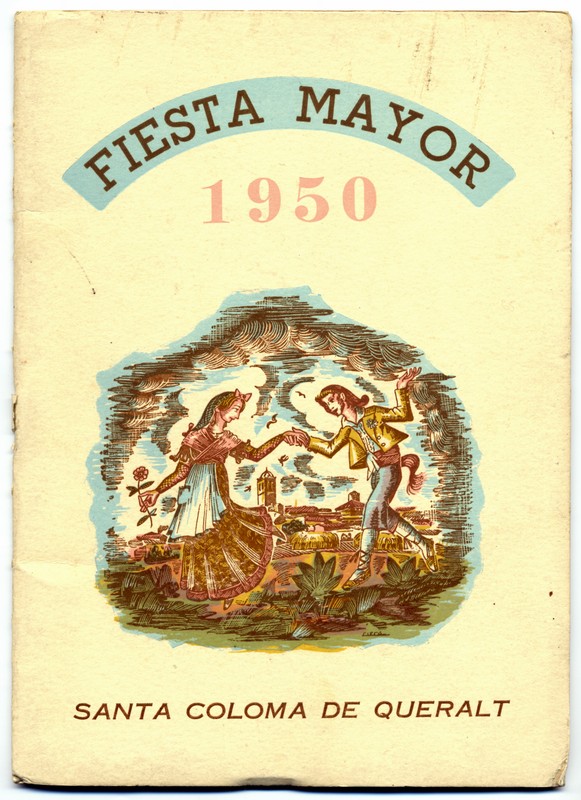 FIESTA MAYOR
1950
SANTA COLOMA DE QUERALT